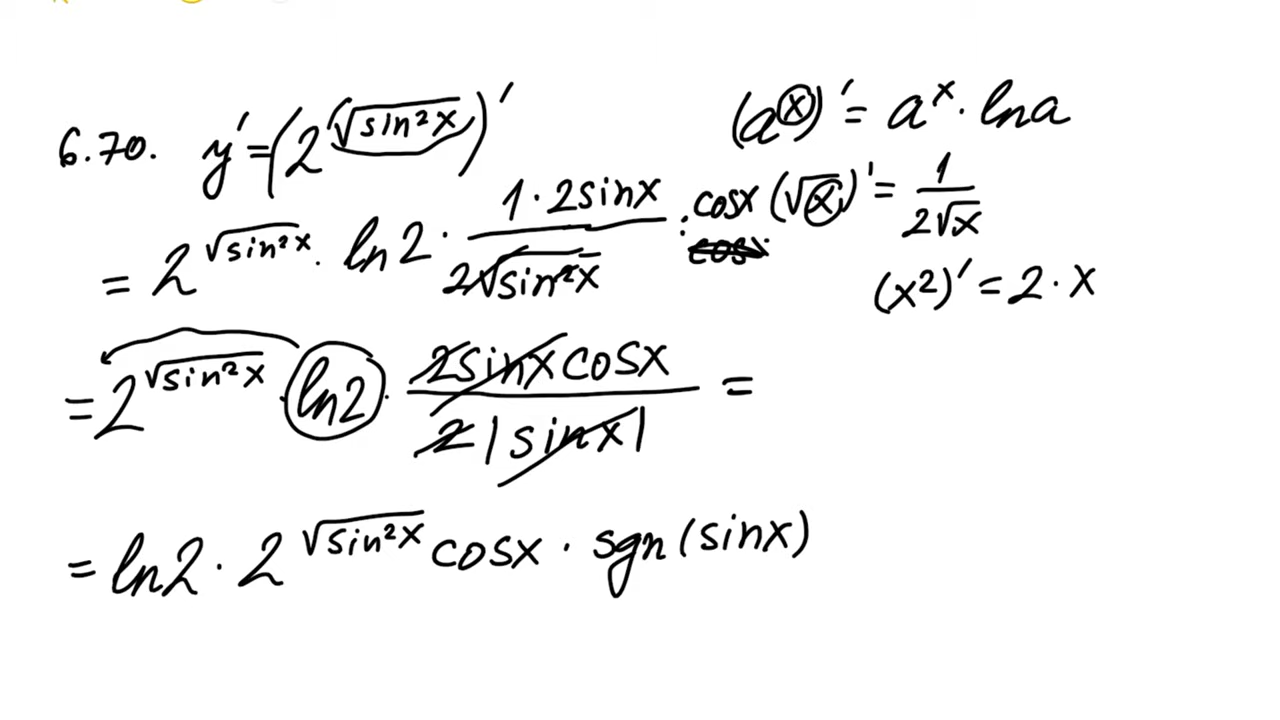 6.70. y' = (2^(√(sin²x)))'
(a^x)' = a^x · ln a
= 2^(√(sin²x)) · ln2 · (1 · 2sinx)/(2√(sin²x)) · cosx
(√x)' = 1/(2√x)
(x²)' = 2 · x
= 2^(√(sin²x)) · ln2 · (2sinx cosx)/(2|sinx|) =
= ln2 · 2^(√(sin²x)) cosx · sgn(sinx)